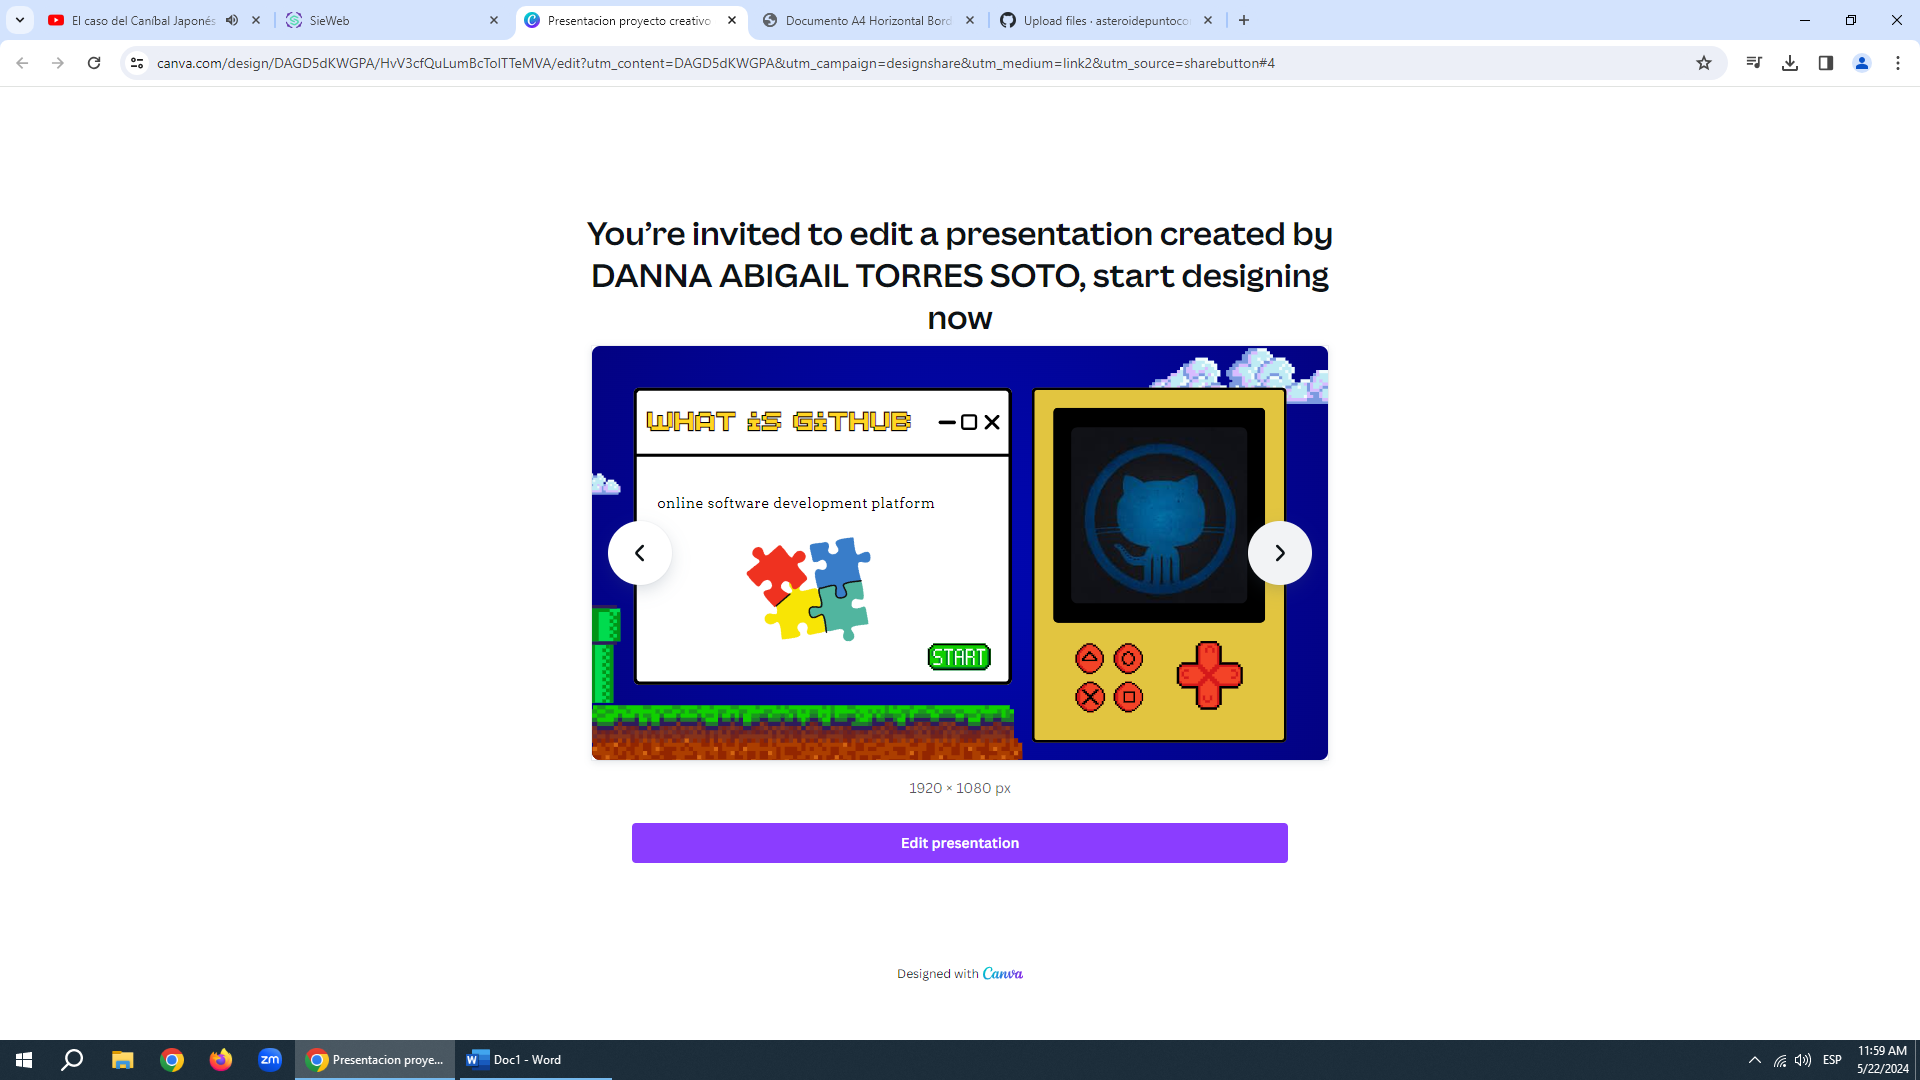 El caso del Caníbal Japonés
SieWeb
Presentacion proyecto creativo
Documento A4 Horizontal Bord
Upload files · asteroidepuntocor
canva.com/design/DAGD5dKWGPA/HvV3cfQuLumBcTolTTeMVA/edit?utm_content=DAGD5dKWGPA&utm_campaign=designshare&utm_medium=link2&utm_source=sharebutton#4
You’re invited to edit a presentation created by
DANNA ABIGAIL TORRES SOTO, start designing
now
WHAT iS GiTHUB
online software development platform
START
1920 × 1080 px
Edit presentation
Designed with Canva
zm
Presentacion proye...
Doc1 - Word
ESP
11:59 AM
5/22/2024